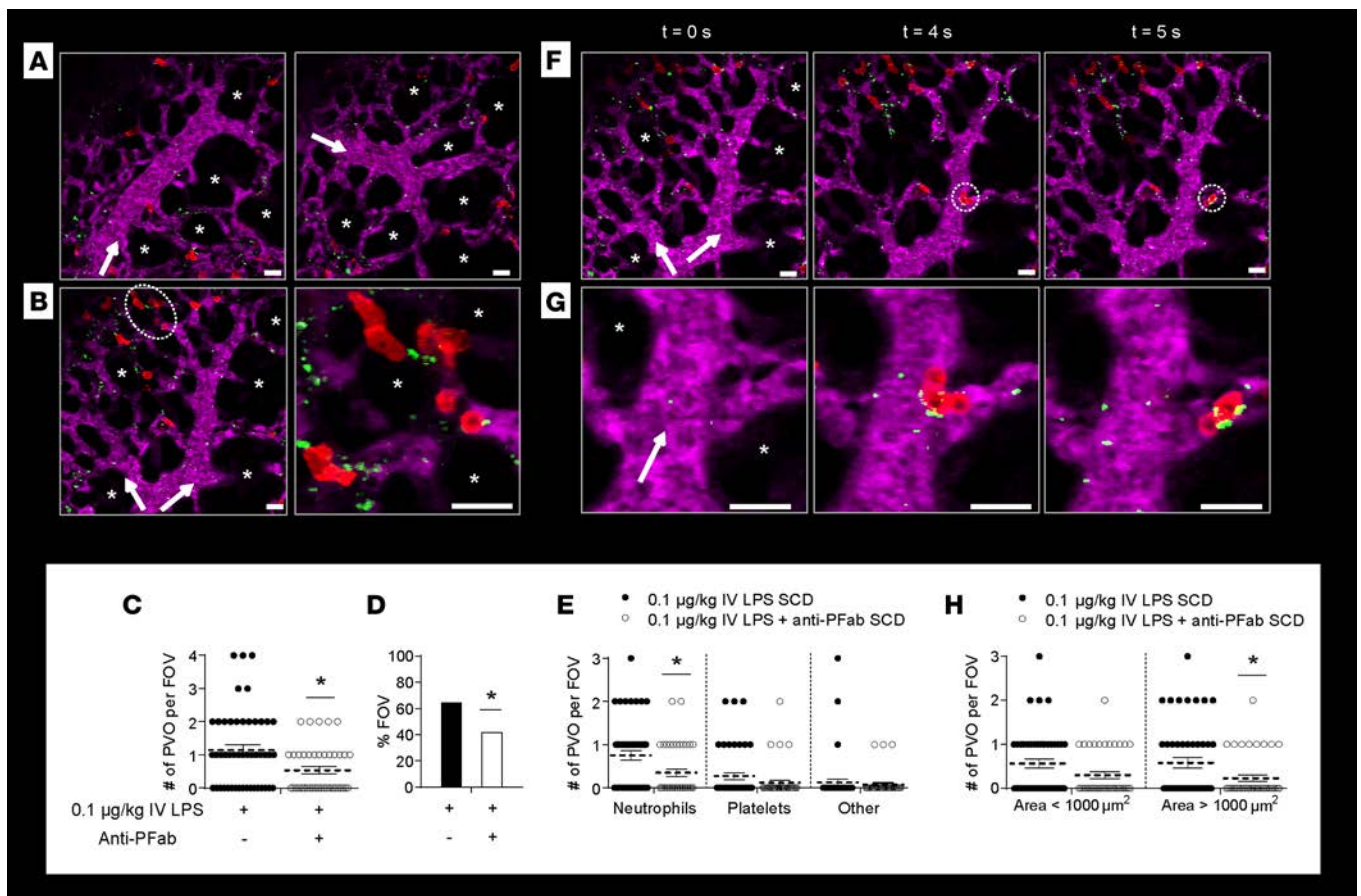 t = 0 s
t = 4 s
t = 5 s
A
*
*
*
*
*
*
*
*
*
*
*
F
*
*
*
*
*
B
*
*
*
*
*
*
*
G
*
*
C
# of PVO per FOV
4
3
2
1
0
*
0.1 µg/kg IV LPS + +
Anti-PFab - +
D
% FOV
100
80
60
40
20
0
*
+ +
- +
E
● 0.1 µg/kg IV LPS SCD
○ 0.1 µg/kg IV LPS + anti-PFab SCD
# of PVO per FOV
3
2
1
0
*
Neutrophils Platelets Other
H
● 0.1 µg/kg IV LPS SCD
○ 0.1 µg/kg IV LPS + anti-PFab SCD
# of PVO per FOV
3
2
1
0
*
Area < 1000 µm² Area > 1000 µm²